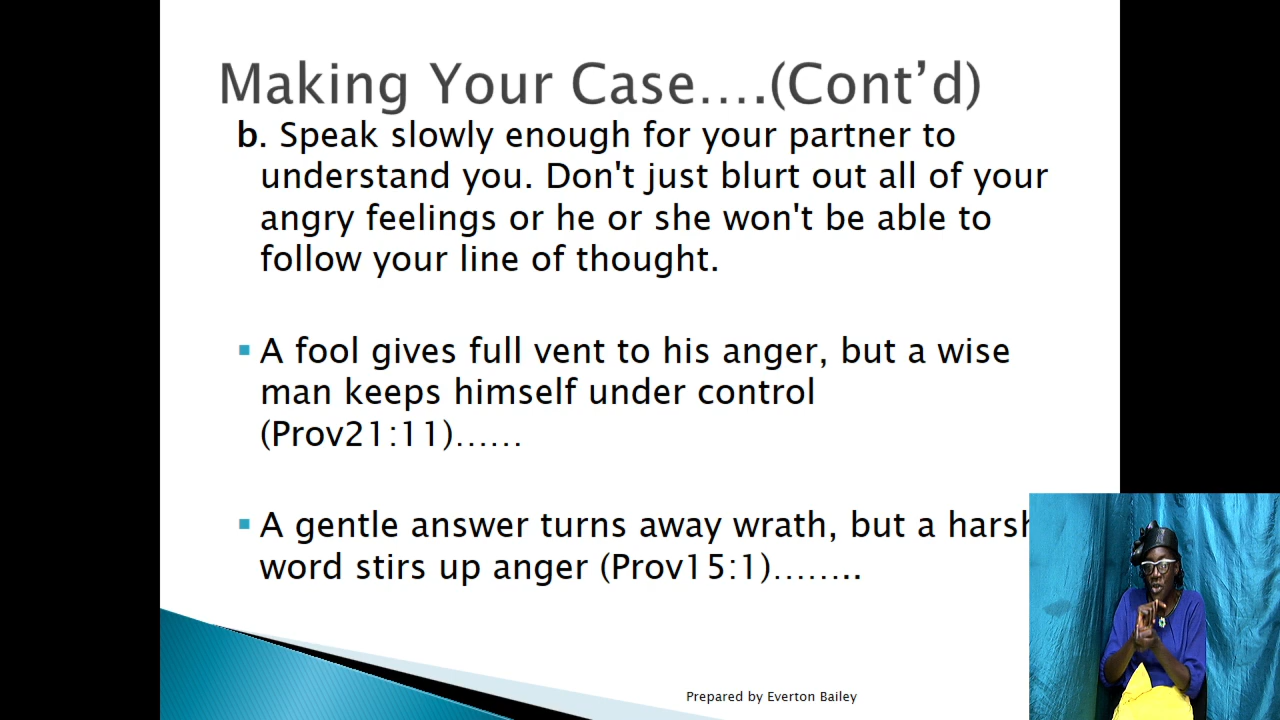 Making Your Case....(Cont’d)
b. Speak slowly enough for your partner to
understand you. Don't just blurt out all of your
angry feelings or he or she won't be able to
follow your line of thought.
A fool gives full vent to his anger, but a wise
man keeps himself under control
(Prov21:11)......
A gentle answer turns away wrath, but a harsh
word stirs up anger (Prov15:1)........
Prepared by Everton Bailey